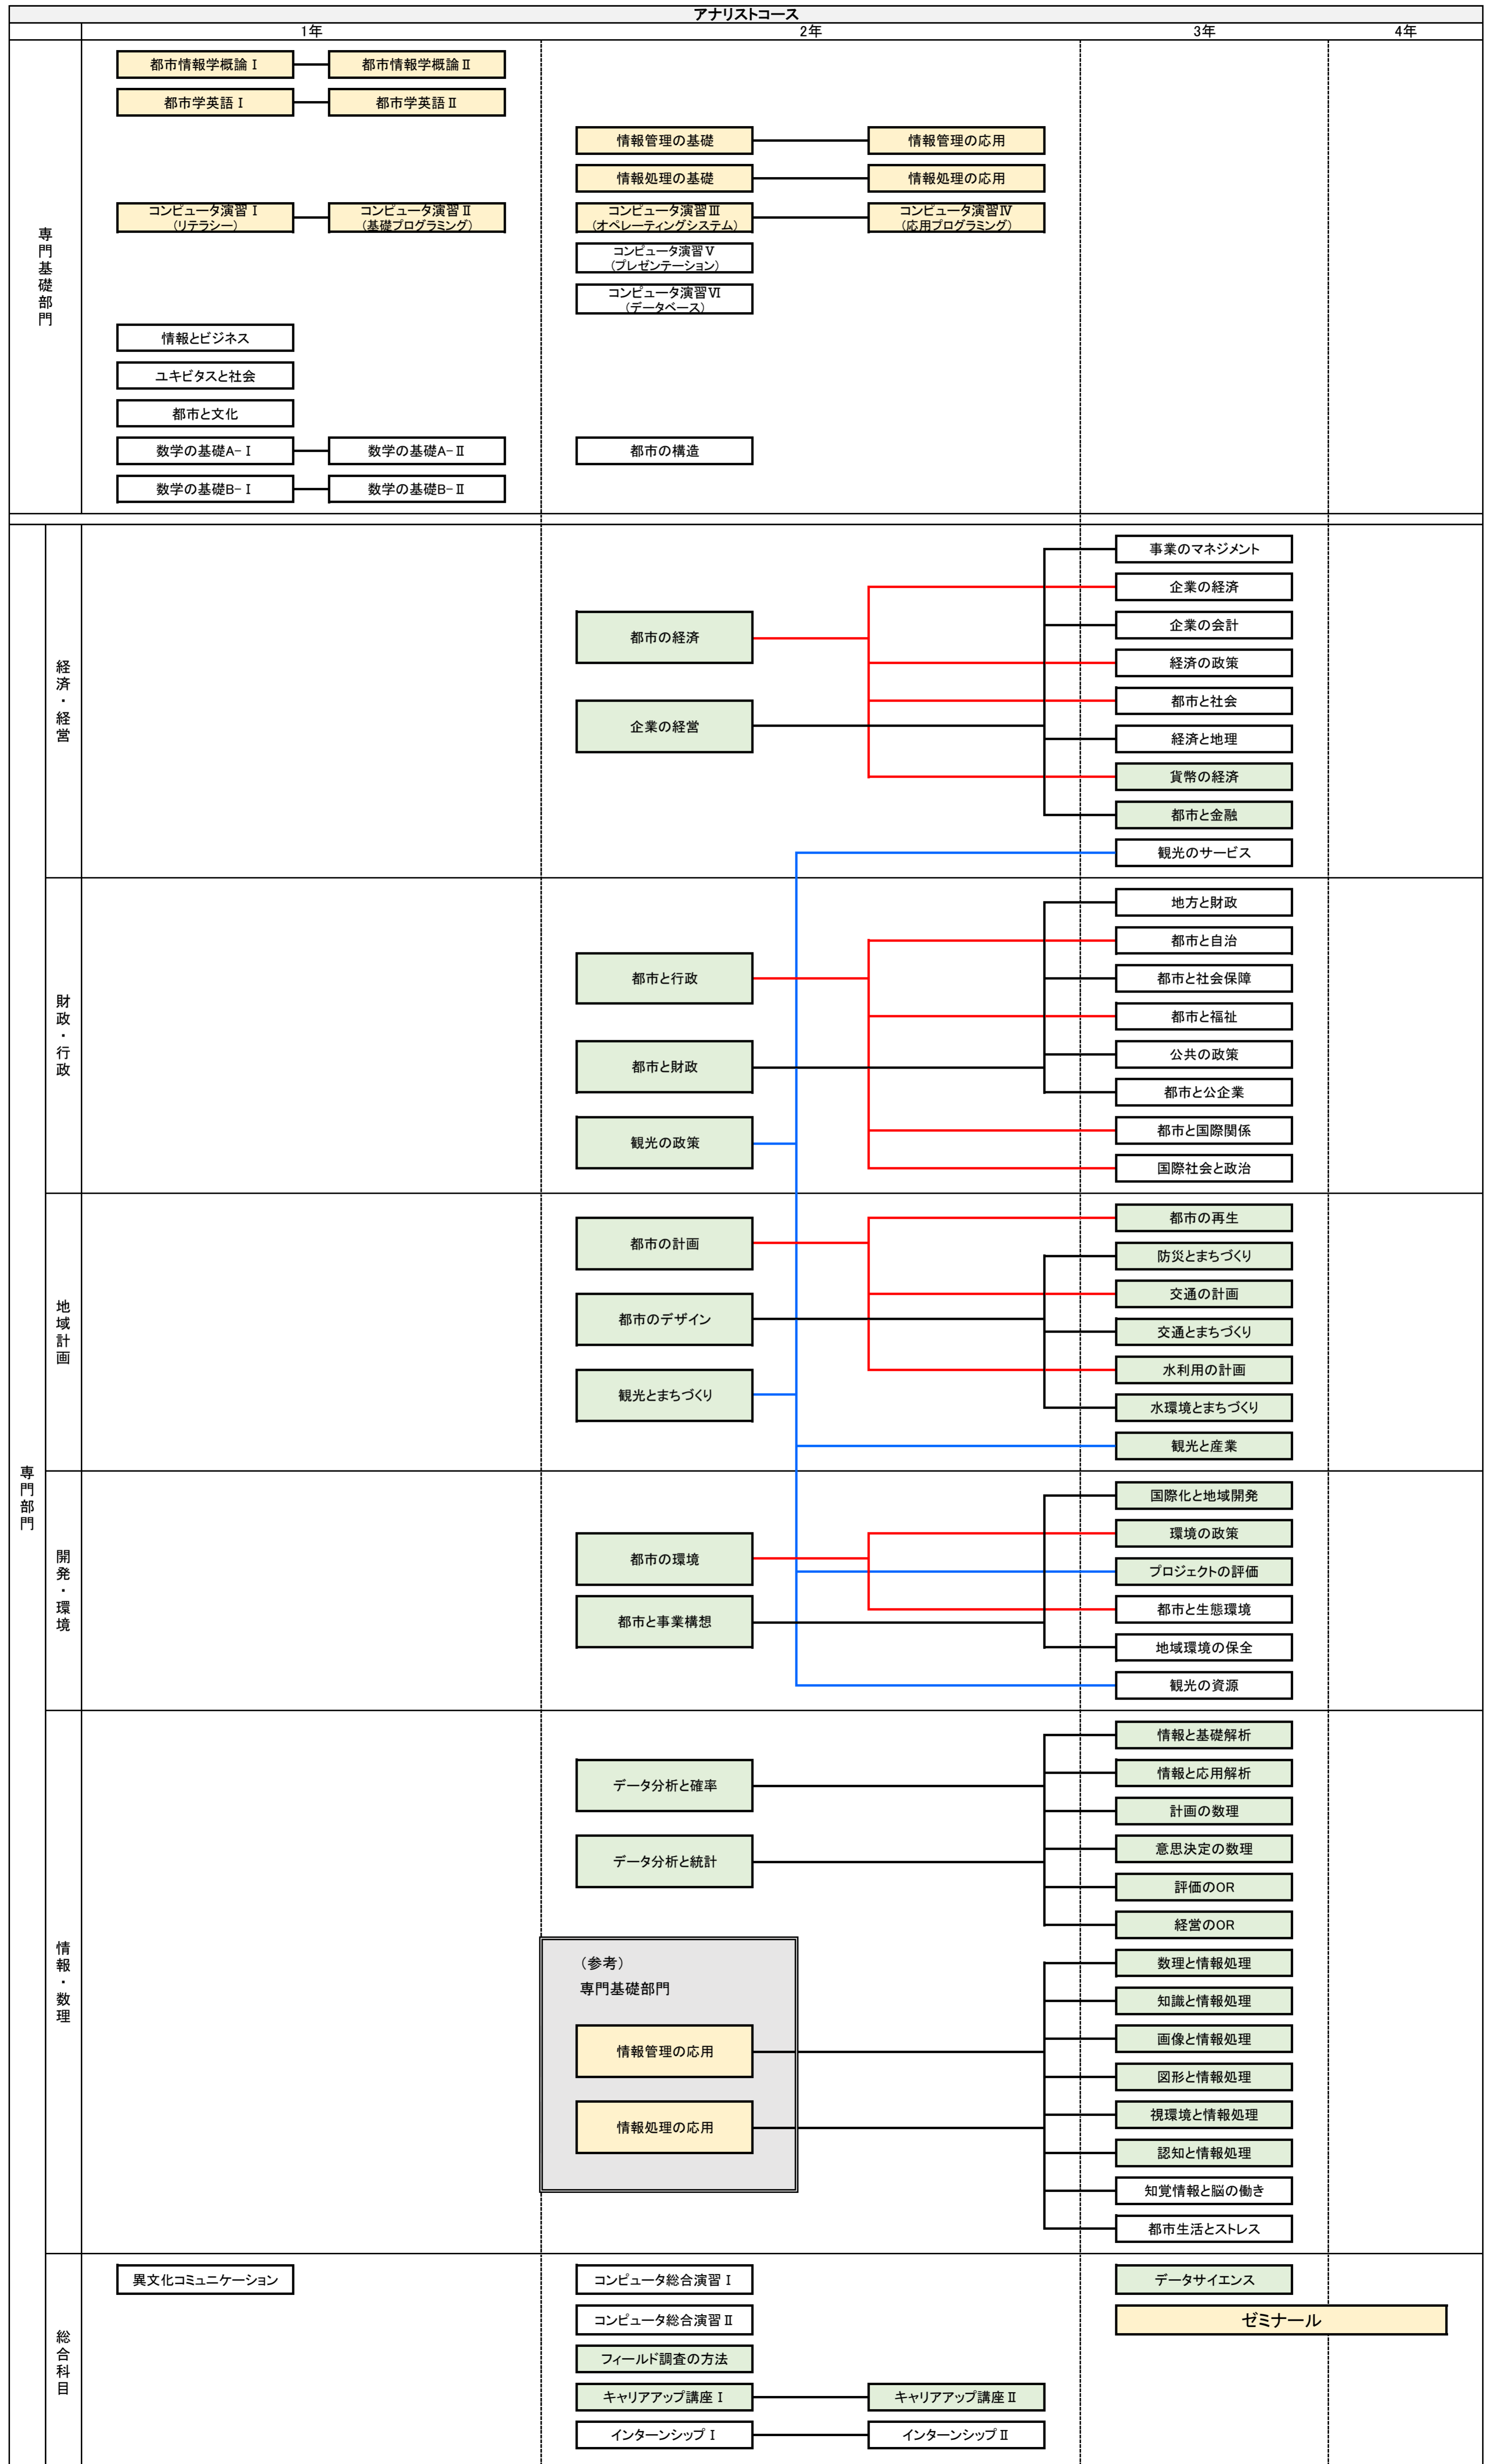 アナリストコース
1年
2年
3年
4年
専門基礎部門
都市情報学概論Ⅰ
都市情報学概論Ⅱ
都市学英語Ⅰ
都市学英語Ⅱ
情報管理の基礎
情報管理の応用
情報処理の基礎
情報処理の応用
コンピュータ演習Ⅰ
(リテラシー)
コンピュータ演習Ⅱ
(基礎プログラミング)
コンピュータ演習Ⅲ
(オペレーティングシステム)
コンピュータ演習Ⅳ
(応用プログラミング)
コンピュータ演習Ⅴ
(プレゼンテーション)
コンピュータ演習Ⅵ
(データベース)
情報とビジネス
ユキビタスと社会
都市と文化
数学の基礎A-Ⅰ
数学の基礎A-Ⅱ
都市の構造
数学の基礎B-Ⅰ
数学の基礎B-Ⅱ
専門部門
経済・経営
都市の経済
企業の経営
事業のマネジメント
企業の経済
企業の会計
経済の政策
都市と社会
経済と地理
貨幣の経済
都市と金融
観光のサービス
財政・行政
都市と行政
都市と財政
観光の政策
地方と財政
都市と自治
都市と社会保障
都市と福祉
公共の政策
都市と公企業
都市と国際関係
国際社会と政治
地域計画
都市の計画
都市のデザイン
観光とまちづくり
都市の再生
防災とまちづくり
交通の計画
交通とまちづくり
水利用の計画
水環境とまちづくり
観光と産業
開発・環境
都市の環境
都市と事業構想
国際化と地域開発
環境の政策
プロジェクトの評価
都市と生態環境
地域環境の保全
観光の資源
情報・数理
データ分析と確率
データ分析と統計
(参考)
専門基礎部門
情報管理の応用
情報処理の応用
情報と基礎解析
情報と応用解析
計画の数理
意思決定の数理
評価のOR
経営のOR
数理と情報処理
知識と情報処理
画像と情報処理
図形と情報処理
視環境と情報処理
認知と情報処理
知覚情報と脳の働き
都市生活とストレス
総合科目
異文化コミュニケーション
コンピュータ総合演習Ⅰ
データサイエンス
コンピュータ総合演習Ⅱ
ゼミナール
フィールド調査の方法
キャリアアップ講座Ⅰ
キャリアアップ講座Ⅱ
インターンシップⅠ
インターンシップⅡ